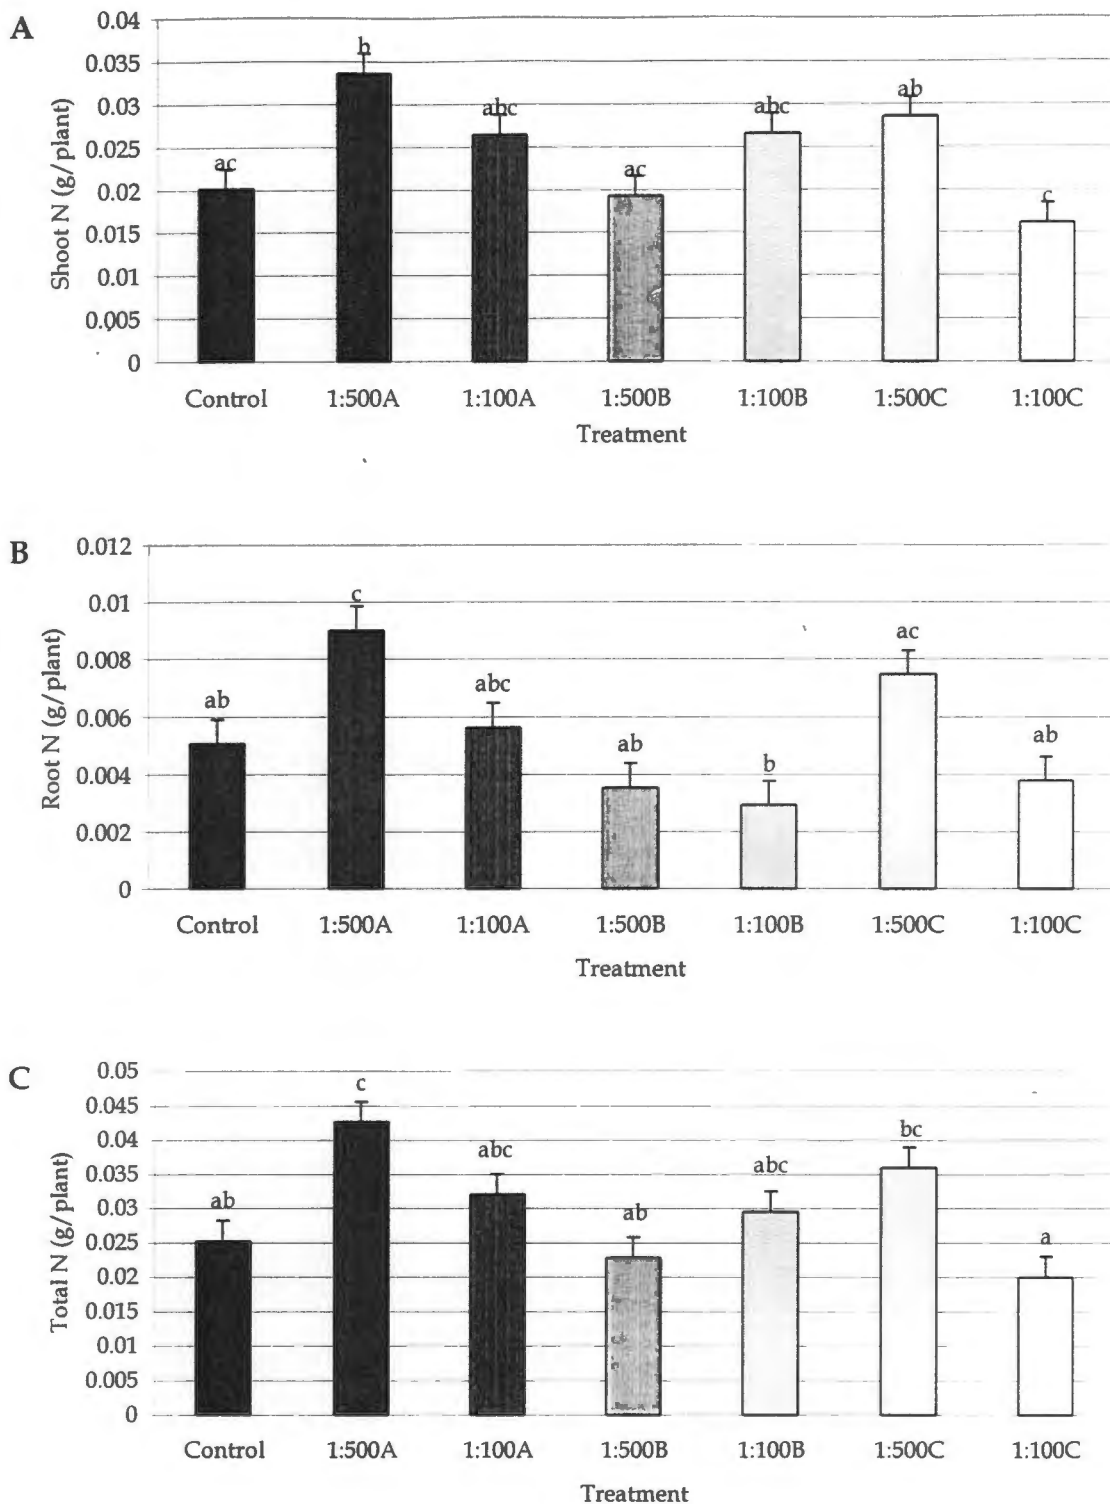 A
Shoot N (g/plant)
0.04
0.035
0.03
0.025
0.02
0.015
0.01
0.005
0
ac
b
abc
ac
abc
ab
c
Control 1:500A 1:100A 1:500B 1:100B 1:500C 1:100C
Treatment
B
Root N (g/plant)
0.012
0.01
0.008
0.006
0.004
0.002
0
ab
c
abc
ab
b
ac
ab
Control 1:500A 1:100A 1:500B 1:100B 1:500C 1:100C
Treatment
C
Total N (g/plant)
0.05
0.045
0.04
0.035
0.03
0.025
0.02
0.015
0.01
0.005
0
ab
c
abc
ab
abc
bc
a
Control 1:500A 1:100A 1:500B 1:100B 1:500C 1:100C
Treatment